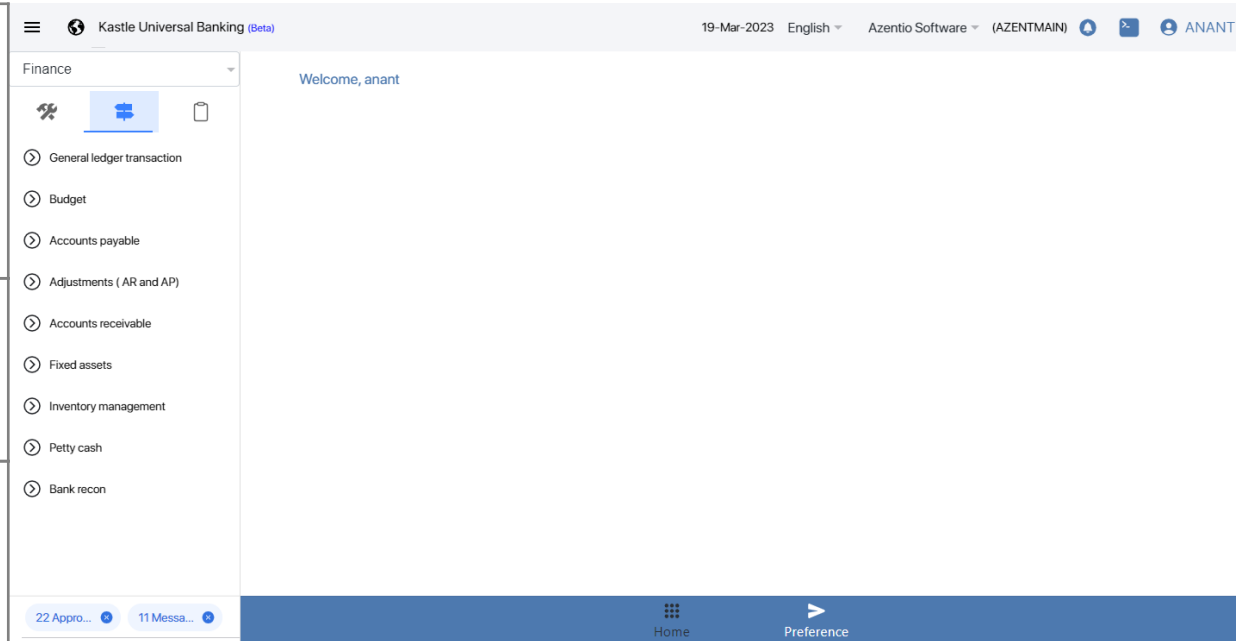 Kastle Universal Banking (Beta)
19-Mar-2023 English Azentio Software (AZENTMAIN) ANANT
Finance
Welcome, anant
General ledger transaction
Budget
Accounts payable
Adjustments ( AR and AP)
Accounts receivable
Fixed assets
Inventory management
Petty cash
Bank recon
22 Appro... 11 Messa...
Home Preference